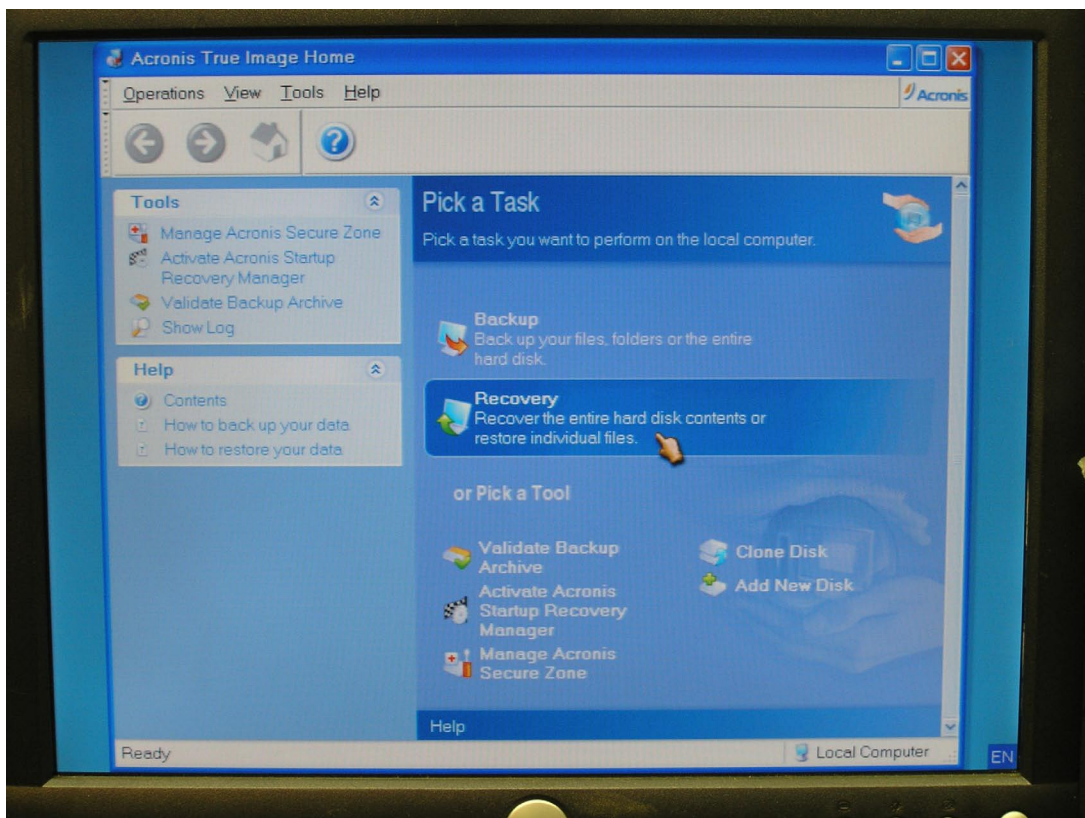 Acronis True Image Home
Operations View Tools Help
Acronis
Tools
Manage Acronis Secure Zone
Activate Acronis Startup
Recovery Manager
Validate Backup Archive
Show Log
Help
Contents
How to back up your data
How to restore your data
Pick a Task
Pick a task you want to perform on the local computer.
Backup
Back up your files, folders or the entire
hard disk.
Recovery
Recover the entire hard disk contents or
restore individual files.
or Pick a Tool
Validate Backup
Archive
Activate Acronis
Startup Recovery
Manager
Manage Acronis
Secure Zone
Clone Disk
Add New Disk
Help
Ready
Local Computer
EN